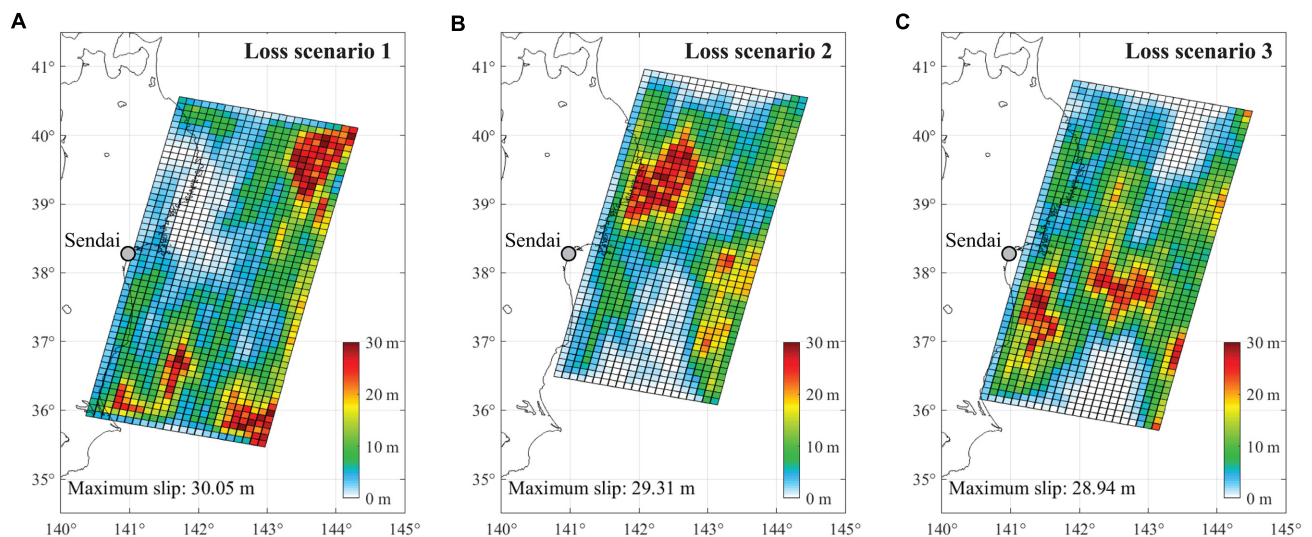 A
Loss scenario 1
41°
40°
39°
38°
37°
36°
35°
Sendai
30 m
20 m
10 m
0 m
Maximum slip: 30.05 m
140° 141° 142° 143° 144° 145°
B
Loss scenario 2
41°
40°
39°
38°
37°
36°
35°
Sendai
30 m
20 m
10 m
0 m
Maximum slip: 29.31 m
140° 141° 142° 143° 144° 145°
C
Loss scenario 3
41°
40°
39°
38°
37°
36°
35°
Sendai
30 m
20 m
10 m
0 m
Maximum slip: 28.94 m
140° 141° 142° 143° 144° 145°